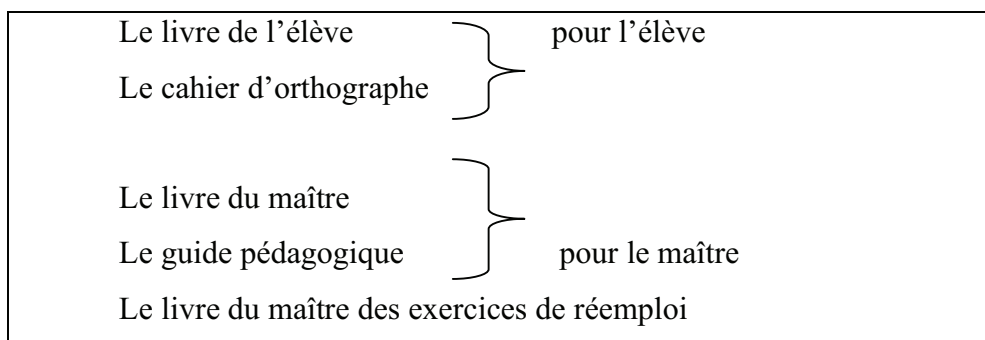 Le livre de l’élève pour l’élève
Le cahier d’orthographe
Le livre du maître
Le guide pédagogique pour le maître
Le livre du maître des exercices de réemploi